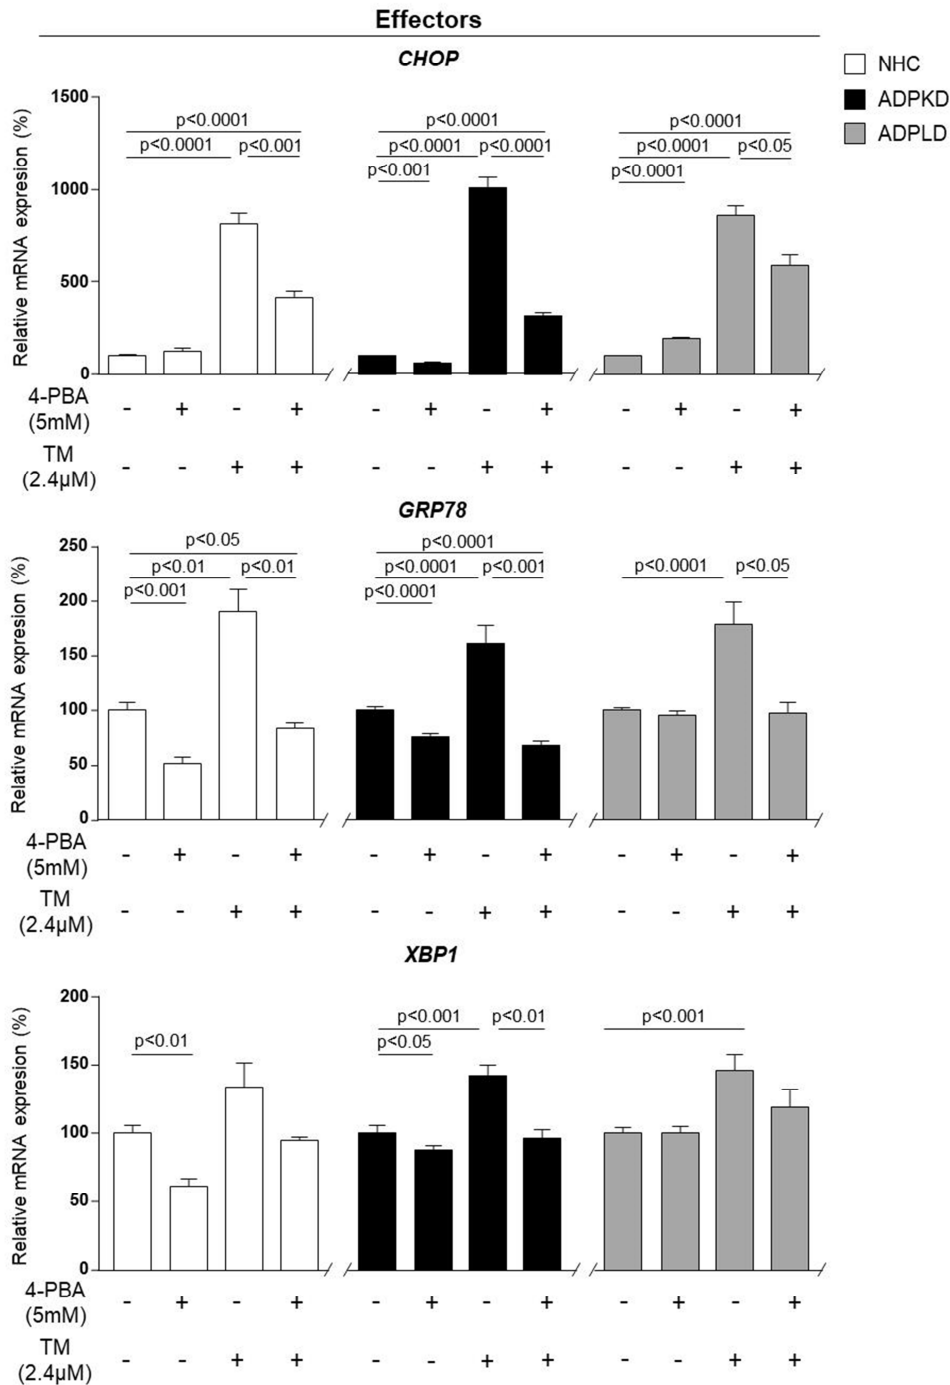 Effectors
CHOP
NHC
ADPKD
ADPLD
Relative mRNA expresion (%)
1500
1000
500
0
p<0.0001
p<0.0001 p<0.001
p<0.0001
p<0.0001 p<0.0001
p<0.001
p<0.0001
p<0.0001 p<0.05
p<0.0001
4-PBA
(5mM)
- + - + - + - + - + - +
TM
(2.4µM)
- - + + - - + + - - + +
GRP78
Relative mRNA expresion (%)
250
200
150
100
50
0
p<0.05
p<0.01 p<0.01
p<0.001
p<0.0001
p<0.0001 p<0.001
p<0.0001
p<0.0001 p<0.05
4-PBA
(5mM)
- + - + - + - + - + - +
TM
(2.4µM)
- - + + - - + + - - + +
XBP1
Relative mRNA expresion (%)
200
150
100
50
0
p<0.01
p<0.001 p<0.01
p<0.05
p<0.001
4-PBA
(5mM)
- + - + - + - + - + - +
TM
(2.4µM)
- - + + - - + + - - + +